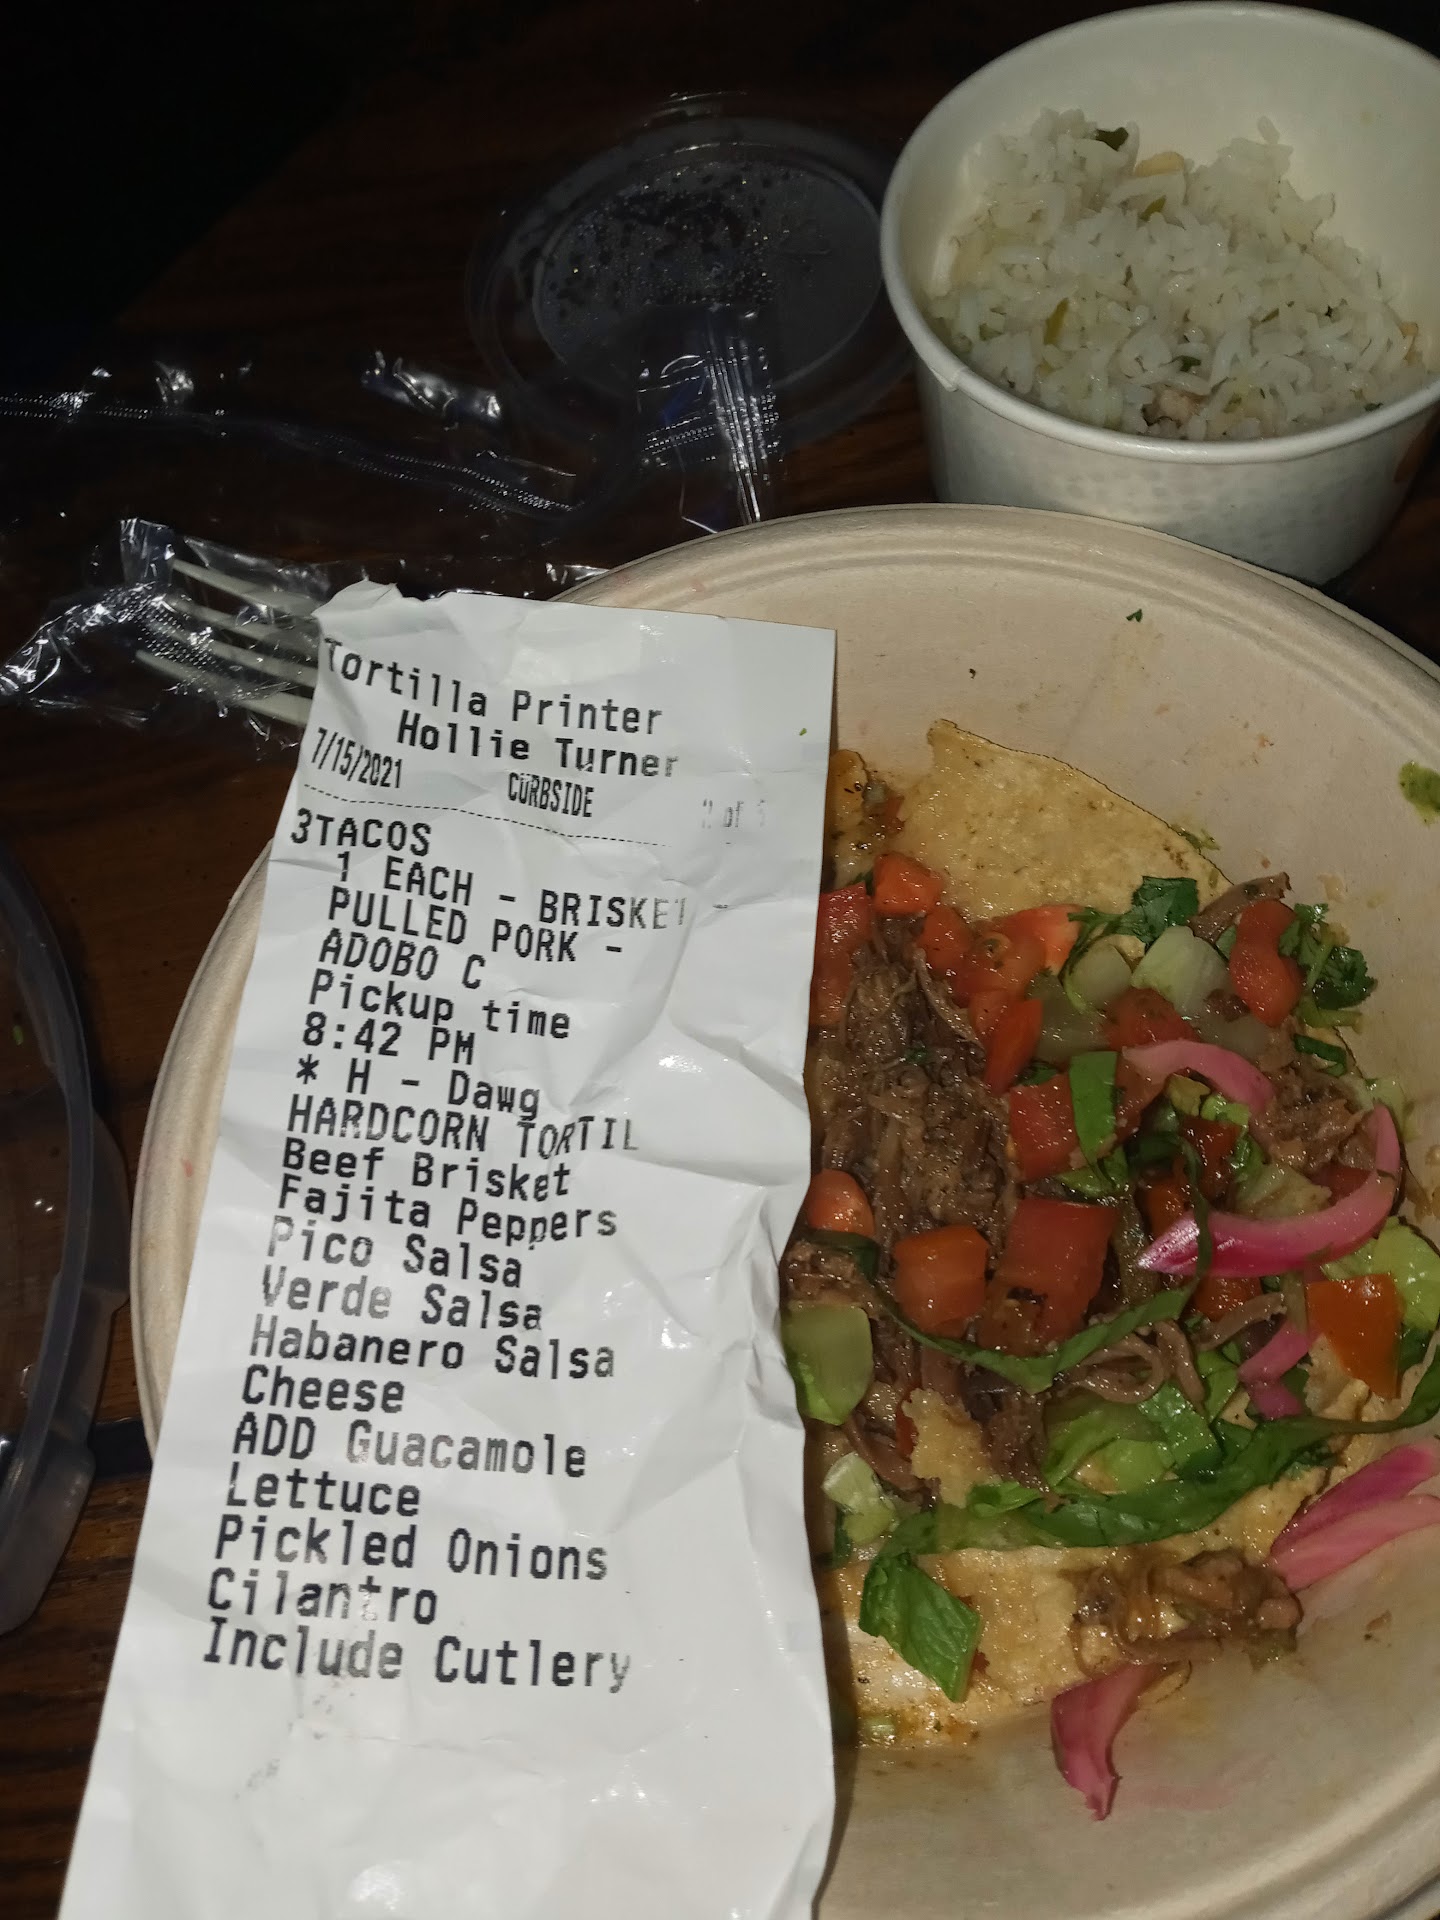 Tortilla Printer
Hollie Turner
7/15/2021 CURBSIDE of
3TACOS
1 EACH - BRISKET -
PULLED PORK -
ADOBO C
Pickup time
8:42 PM
* H - Dawg
HARDCORN TORTIL
Beef Brisket
Fajita Peppers
Pico Salsa
Verde Salsa
Habanero Salsa
Cheese
ADD Guacamole
Lettuce
Pickled Onions
Cilantro
Include Cutlery